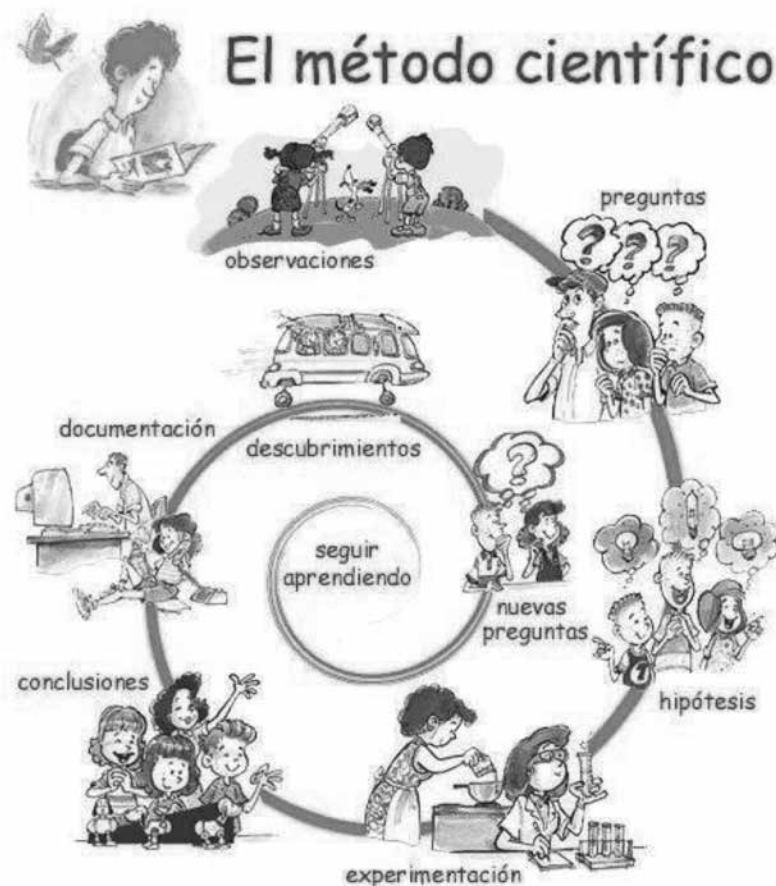 El método científico
observaciones
preguntas
hipótesis
experimentación
conclusiones
documentación
descubrimientos
nuevas
preguntas
seguir
aprendiendo